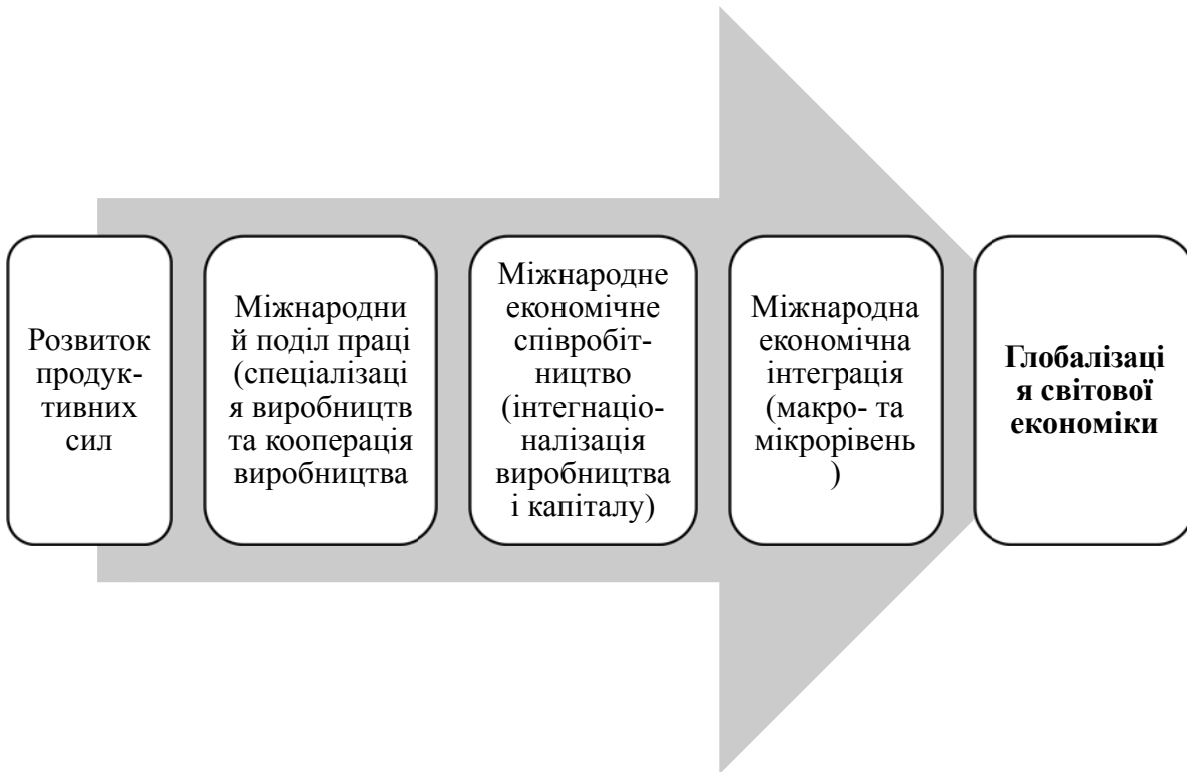 Розвиток
продук-
тивних
сил
Міжнародни
й поділ праці
(спеціалізаці
я виробництв
та кооперація
виробництва
Міжнародне
економічне
співробіт-
ництво
(інтегнаціо-
налізація
виробництва
і капіталу)
Міжнародна
економічна
інтеграція
(макро- та
мікрорівень
)
Глобалізаці
я світової
економіки